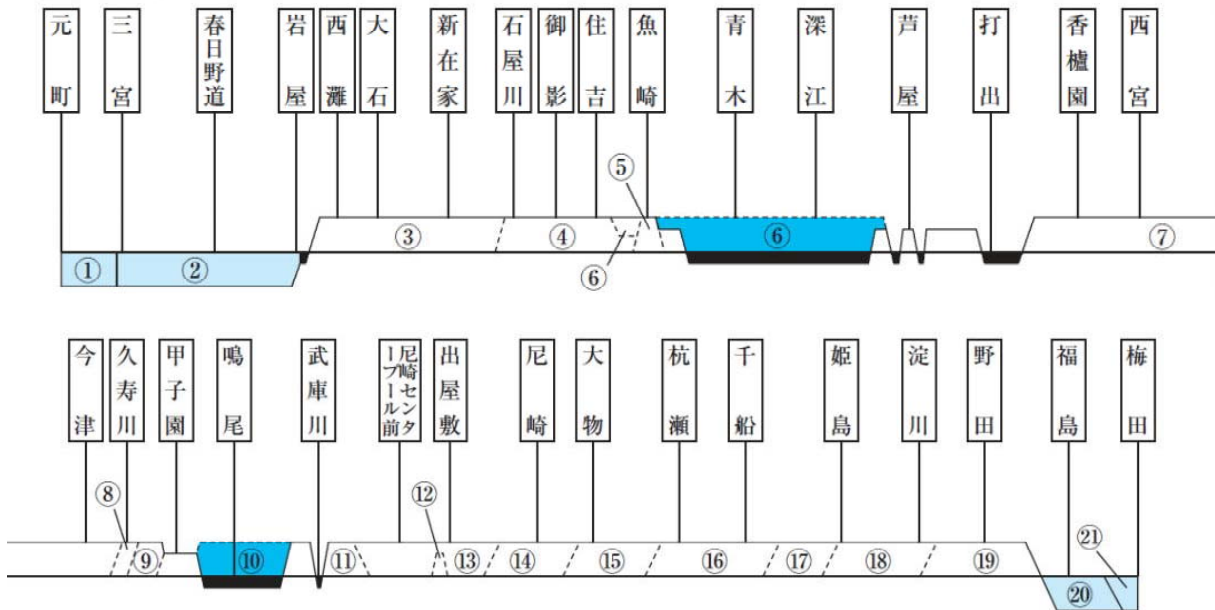 元町
三宮
春日野道
岩屋
西灘
大石
新在家
石屋川
御影
住吉
魚崎
青木
深江
芦屋
打出
香櫨園
西宮
⑤
①
②
③
④
⑥
⑥
⑦
今津
久寿川
甲子園
鳴尾
武庫川
尼崎センタ
ープール前
出屋敷
尼崎
大物
杭瀬
千船
姫島
淀川
野田
福島
梅田
⑧
⑫
㉑
⑨
⑩
⑪
⑬
⑭
⑮
⑯
⑰
⑱
⑲
⑳